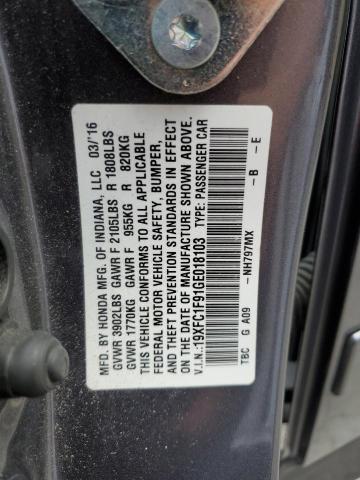 MFD. BY HONDA MFG. OF INDIANA, LLC 03/16
GVWR 3902LBS GAWR F 2105LBS R 1808LBS
GVWR 1770KG GAWR F 955KG R 820KG
THIS VEHICLE CONFORMS TO ALL APPLICABLE
FEDERAL MOTOR VEHICLE SAFETY, BUMPER,
AND THEFT PREVENTION STANDARDS IN EFFECT
ON THE DATE OF MANUFACTURE SHOWN ABOVE.
V.I.N.:19XFC1F91GE018103 TYPE: PASSENGER CAR
TBC G A09 -NH797MX -B -E